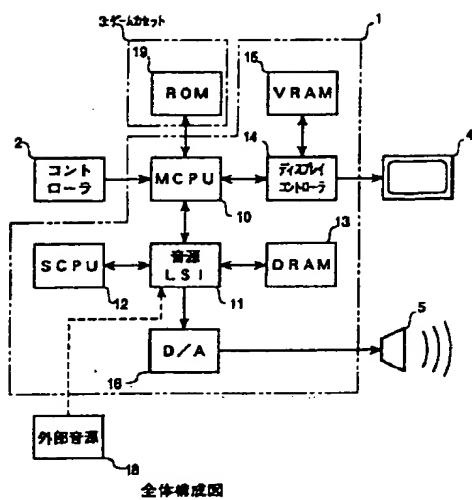 3:ゲームカセット
1
19
ROM
15
VRAM
2
コント
ローラ
MCPU
10
14
ディスプレイ
コントローラ
4
SCPU
12
音源
LSI
11
13
DRAM
D/A
16
5
外部音源
18
全体構成図